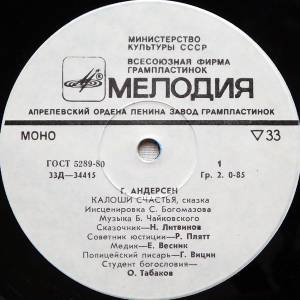 МИНИСТЕРСТВО
КУЛЬТУРЫ СССР
ВСЕСОЮЗНАЯ ФИРМА
ГРАМПЛАСТИНОК
МЕЛОДИЯ
АПРЕЛЕВСКИЙ ОРДЕНА ЛЕНИНА ЗАВОД ГРАМПЛАСТИНОК
МОНО
▽33
ГОСТ 5289-80
1
33Д—34415
Гр. 2. 0-85
Г. АНДЕРСЕН
КАЛОШИ СЧАСТЬЯ, сказка
Инсценировка С. Богомазова
Музыка Б. Чайковского
Сказочник—Н. Литвинов
Советник юстиции—Р. Плятт
Медик—Е. Весник
Полицейский писарь—Г. Вицин
Студент богословия—
О. Табаков